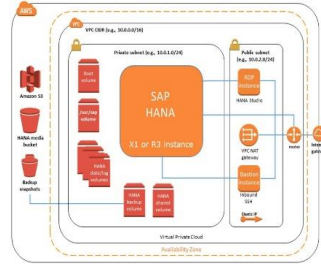 AWS
VPC
VPC CIDR (e.g., 10.0.0.0/16)
Private subnet (e.g., 10.0.1.0/24)
Public subnet
(e.g., 10.0.2.0/24)
Root
volume
/usr/sap
volume
HANA
data/log
volumes
SAP
HANA
X1 or R3 instance
HANA
backup
volume
HANA
shared
volume
RDP
instance
HANA Studio
VPC NAT
gateway
Bastion
instance
Inbound
SSH
Elastic IP
router
Internet
Amazon S3
HANA media
bucket
Backup
snapshots
Virtual Private Cloud
Availability Zone